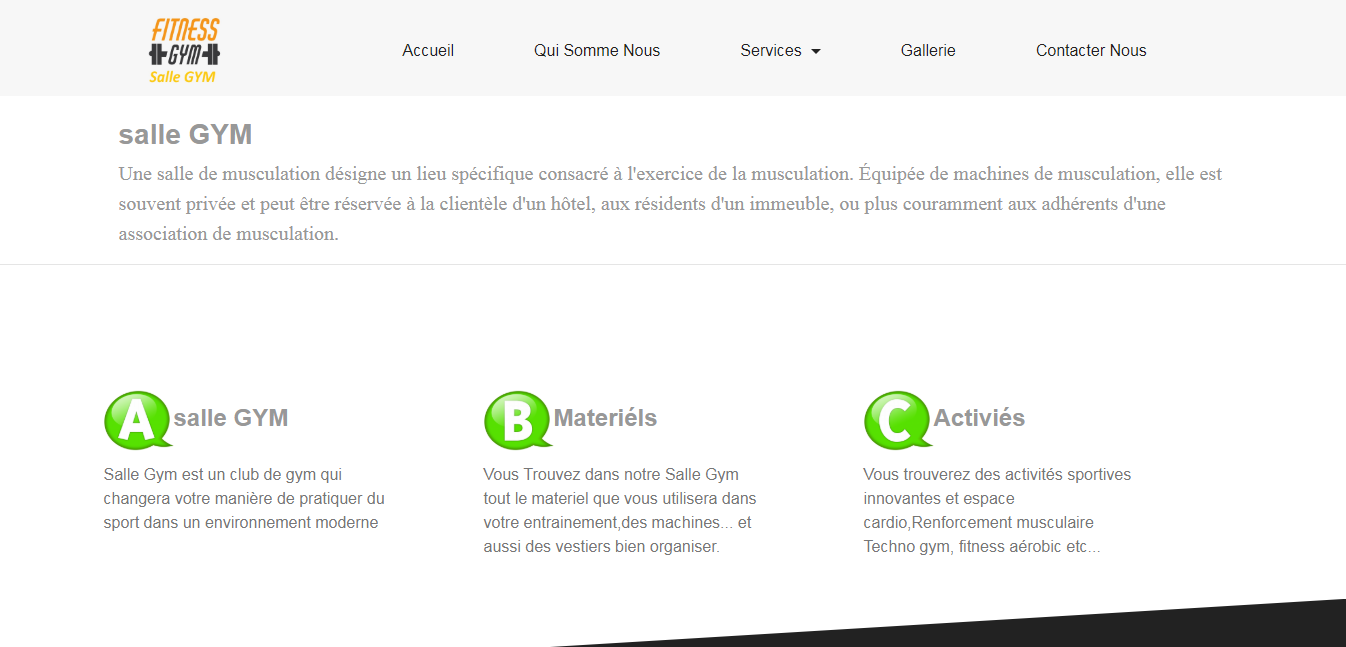 FITNESS
GYM
Salle GYM
Accueil
Qui Somme Nous
Services
Gallerie
Contacter Nous
salle GYM
Une salle de musculation désigne un lieu spécifique consacré à l'exercice de la musculation. Équipée de machines de musculation, elle est
souvent privée et peut être réservée à la clientèle d'un hôtel, aux résidents d'un immeuble, ou plus couramment aux adhérents d'une
association de musculation.
A salle GYM
Salle Gym est un club de gym qui
changera votre manière de pratiquer du
sport dans un environnement moderne
B Materiéls
Vous Trouvez dans notre Salle Gym
tout le materiel que vous utilisera dans
votre entrainement,des machines... et
aussi des vestiers bien organiser.
C Activiés
Vous trouverez des activités sportives
innovantes et espace
cardio,Renforcement musculaire
Techno gym, fitness aérobic etc...